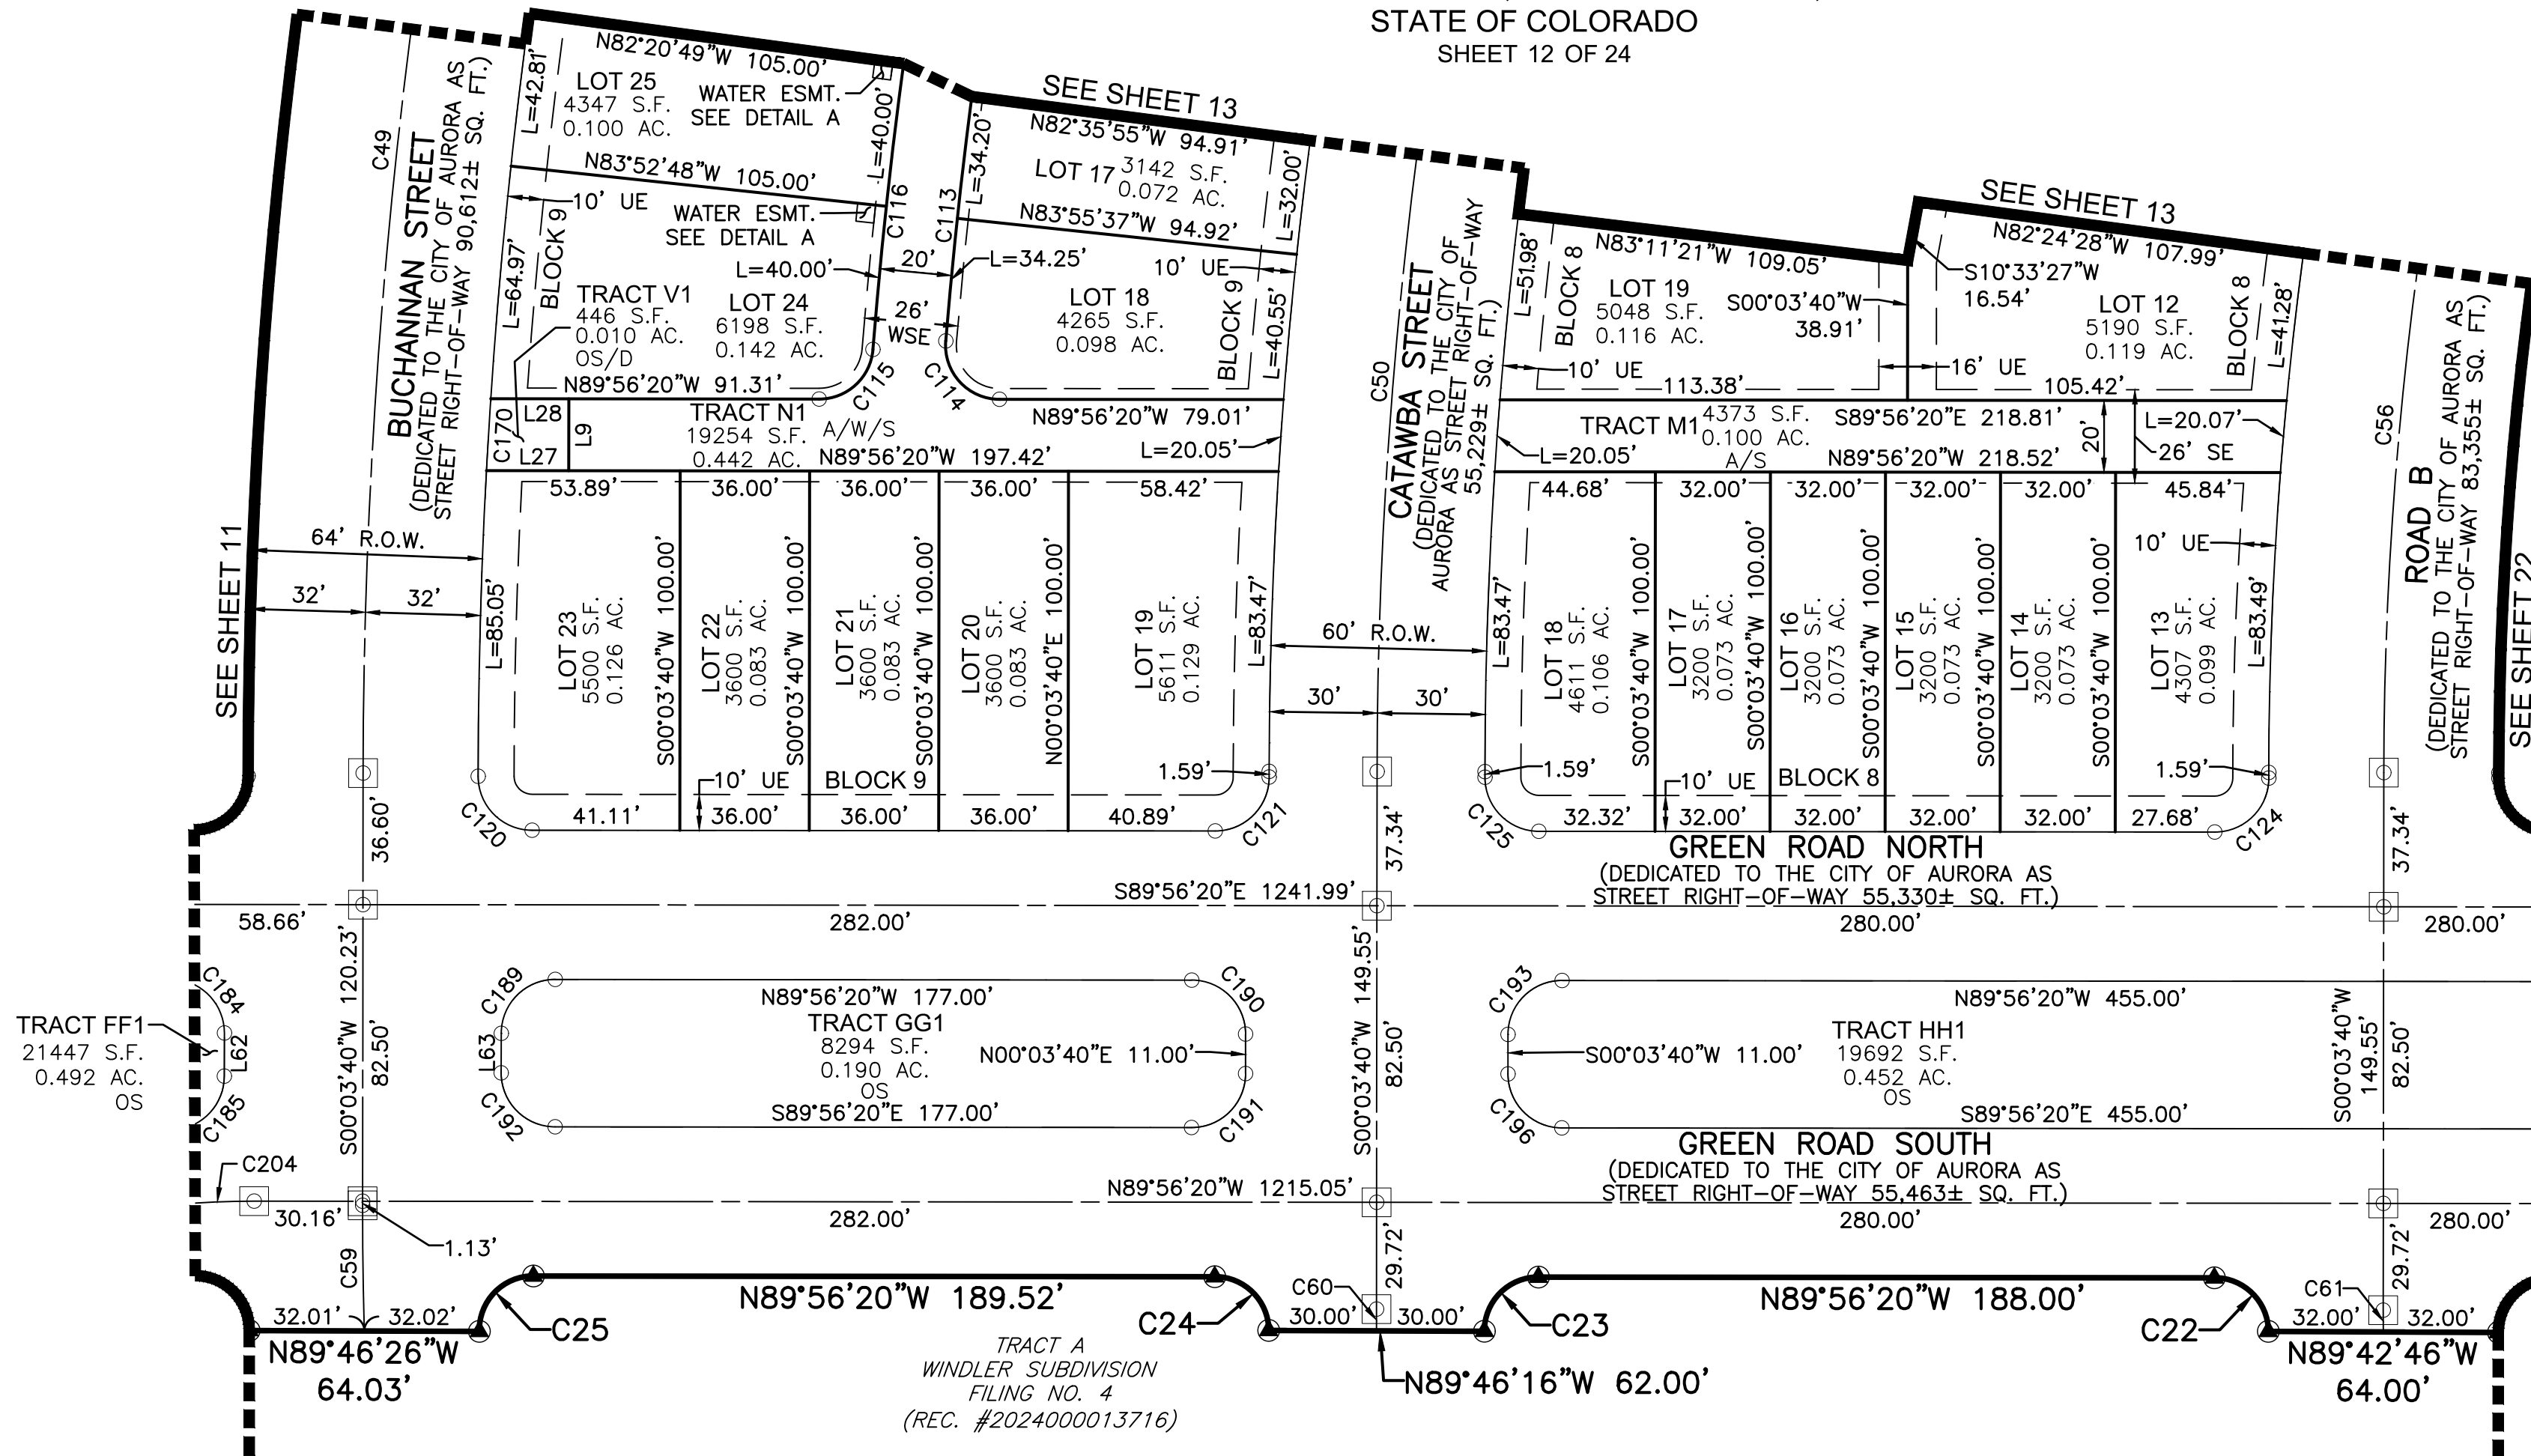 STATE OF COLORADO
SHEET 12 OF 24
N82°20'49"W 105.00'
LOT 25
4347 S.F.
0.100 AC.
WATER ESMT.
SEE DETAIL A
L=42.81'
L=40.00'
N83°52'48"W 105.00'
10' UE
WATER ESMT.
SEE DETAIL A
BLOCK 9
L=64.97'
C116
C113
20'
L=40.00'
L=34.25'
26'
WSE
TRACT V1
446 S.F.
0.010 AC.
OS/D
LOT 24
6198 S.F.
0.142 AC.
N89°56'20"W 91.31'
C115
C114
SEE SHEET 13
L=34.20'
N82°35'55"W 94.91'
LOT 17
3142 S.F.
0.072 AC.
L=32.00'
N83°55'37"W 94.92'
10' UE
LOT 18
4265 S.F.
0.098 AC.
BLOCK 9
L=40.55'
N89°56'20"W 79.01'
C49
BUCHANNAN STREET
(DEDICATED TO THE CITY OF AURORA AS
STREET RIGHT-OF-WAY 90,612± SQ. FT.)
C170
L28
L27
L9
TRACT N1
19254 S.F.
0.442 AC.
A/W/S
N89°56'20"W 197.42'
L=20.05'
C50
CATAWBA STREET
(DEDICATED TO THE CITY OF
AURORA AS STREET RIGHT-OF-WAY
55,229± SQ. FT.)
SEE SHEET 13
L=51.98'
BLOCK 8
N83°11'21"W 109.05'
LOT 19
5048 S.F.
0.116 AC.
S00°03'40"W
38.91'
10' UE
113.38'
N82°24'28"W 107.99'
S10°33'27"W
16.54'
LOT 12
5190 S.F.
0.119 AC.
BLOCK 8
L=41.28'
16' UE
105.42'
TRACT M1
4373 S.F.
0.100 AC.
A/S
S89°56'20"E 218.81'
L=20.05'
N89°56'20"W 218.52'
20'
L=20.07'
26' SE
C56
ROAD B
(DEDICATED TO THE CITY OF AURORA AS
STREET RIGHT-OF-WAY 83,355± SQ. FT.)
SEE SHEET 11
SEE SHEET 22
64' R.O.W.
32'
32'
L=85.05'
53.89'
36.00'
36.00'
36.00'
58.42'
LOT 23
5500 S.F.
0.126 AC.
S00°03'40"W 100.00'
LOT 22
3600 S.F.
0.083 AC.
S00°03'40"W 100.00'
LOT 21
3600 S.F.
0.083 AC.
S00°03'40"W 100.00'
LOT 20
3600 S.F.
0.083 AC.
N00°03'40"E 100.00'
LOT 19
5611 S.F.
0.129 AC.
L=83.47'
1.59'
10' UE
BLOCK 9
C120
41.11'
36.00'
36.00'
36.00'
40.89'
C121
60' R.O.W.
30'
30'
L=83.47'
44.68'
32.00'
32.00'
32.00'
32.00'
45.84'
LOT 18
4611 S.F.
0.106 AC.
S00°03'40"W 100.00'
LOT 17
3200 S.F.
0.073 AC.
S00°03'40"W 100.00'
LOT 16
3200 S.F.
0.073 AC.
S00°03'40"W 100.00'
LOT 15
3200 S.F.
0.073 AC.
S00°03'40"W 100.00'
LOT 14
3200 S.F.
0.073 AC.
S00°03'40"W 100.00'
LOT 13
4307 S.F.
0.099 AC.
10' UE
L=83.49'
1.59'
10' UE
BLOCK 8
1.59'
C125
32.32'
32.00'
32.00'
32.00'
32.00'
27.68'
C124
GREEN ROAD NORTH
(DEDICATED TO THE CITY OF AURORA AS
STREET RIGHT-OF-WAY 55,330± SQ. FT.)
36.60'
37.34'
37.34'
S89°56'20"E 1241.99'
58.66'
282.00'
280.00'
280.00'
S00°03'40"W 120.23'
82.50'
S00°03'40"W 149.55'
82.50'
S00°03'40"W
149.55'
82.50'
C184
L62
C185
TRACT FF1
21447 S.F.
0.492 AC.
OS
C189
C190
L63
C192
C191
N89°56'20"W 177.00'
TRACT GG1
8294 S.F.
0.190 AC.
OS
N00°03'40"E 11.00'
S89°56'20"E 177.00'
C193
C196
N89°56'20"W 455.00'
S00°03'40"W 11.00'
TRACT HH1
19692 S.F.
0.452 AC.
OS
S89°56'20"E 455.00'
GREEN ROAD SOUTH
(DEDICATED TO THE CITY OF AURORA AS
STREET RIGHT-OF-WAY 55,463± SQ. FT.)
C204
N89°56'20"W 1215.05'
30.16'
282.00'
280.00'
280.00'
1.13'
C59
29.72'
29.72'
C60
C61
32.01'
32.02'
N89°46'26"W
64.03'
C25
N89°56'20"W 189.52'
C24
30.00'
30.00'
C23
N89°46'16"W 62.00'
N89°56'20"W 188.00'
C22
32.00'
32.00'
N89°42'46"W
64.00'
TRACT A
WINDLER SUBDIVISION
FILING NO. 4
(REC. #2024000013716)